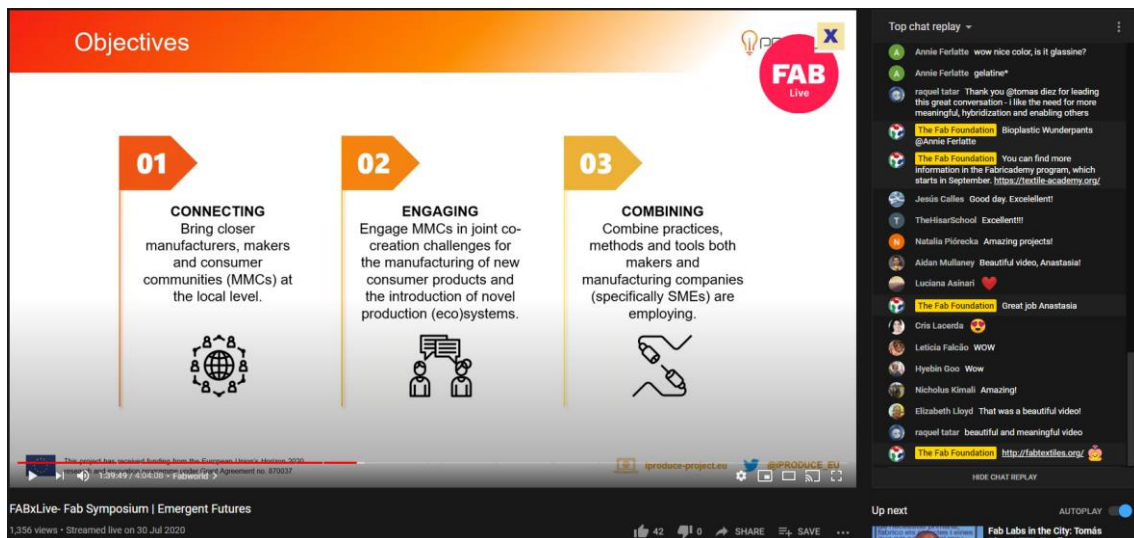 Objectives
X
FAB
Live
01
CONNECTING
Bring closer
manufacturers, makers
and consumer
communities (MMCs) at
the local level.
02
ENGAGING
Engage MMCs in joint co-
creation challenges for
the manufacturing of new
consumer products and
the introduction of novel
production (eco)systems.
03
COMBINING
Combine practices,
methods and tools both
makers and
manufacturing companies
(specifically SMEs) are
employing.
This project has received funding from the European Union's Horizon 2020
research and innovation programme under Grant Agreement no. 870037
iproduce-project.eu
@iPRODUCE_EU
1:39:49 / 4:04:08 • Fabworld >
FABxLive- Fab Symposium | Emergent Futures
1,356 views • Streamed live on 30 Jul 2020
42
0
SHARE
SAVE
Top chat replay
A Annie Ferlatte wow nice color, is it glassine?
A Annie Ferlatte gelatine*
raquel tatar Thank you @tomas diez for leading
this great conversation - i like the need for more
meaningful, hybridization and enabling others
The Fab Foundation Bioplastic Wunderpants
@Annie Ferlatte
The Fab Foundation You can find more
information in the Fabricademy program, which
starts in September. https://textile-academy.org/
Jesús Calles Good day. Excelellent!
T TheHisarSchool Excellent!!!
N Natalia Piórecka Amazing projects!
Aidan Mullaney Beautiful video, Anastasia!
Luciana Asinari
The Fab Foundation Great job Anastasia
Cris Lacerda
Leticia Falcão WOW
Hyebin Goo Wow
Nicholus Kimali Amazing!
Elizabeth Lloyd That was a beautiful video!
raquel tatar beautiful and meaningful video
The Fab Foundation http://fabtextiles.org/
HIDE CHAT REPLAY
Up next
AUTOPLAY
Fab Labs in the City: Tomás